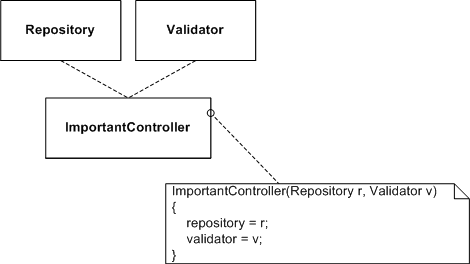 Repository
Validator
ImportantController
ImportantController(Repository r, Validator v)
{
repository = r;
validator = v;
}